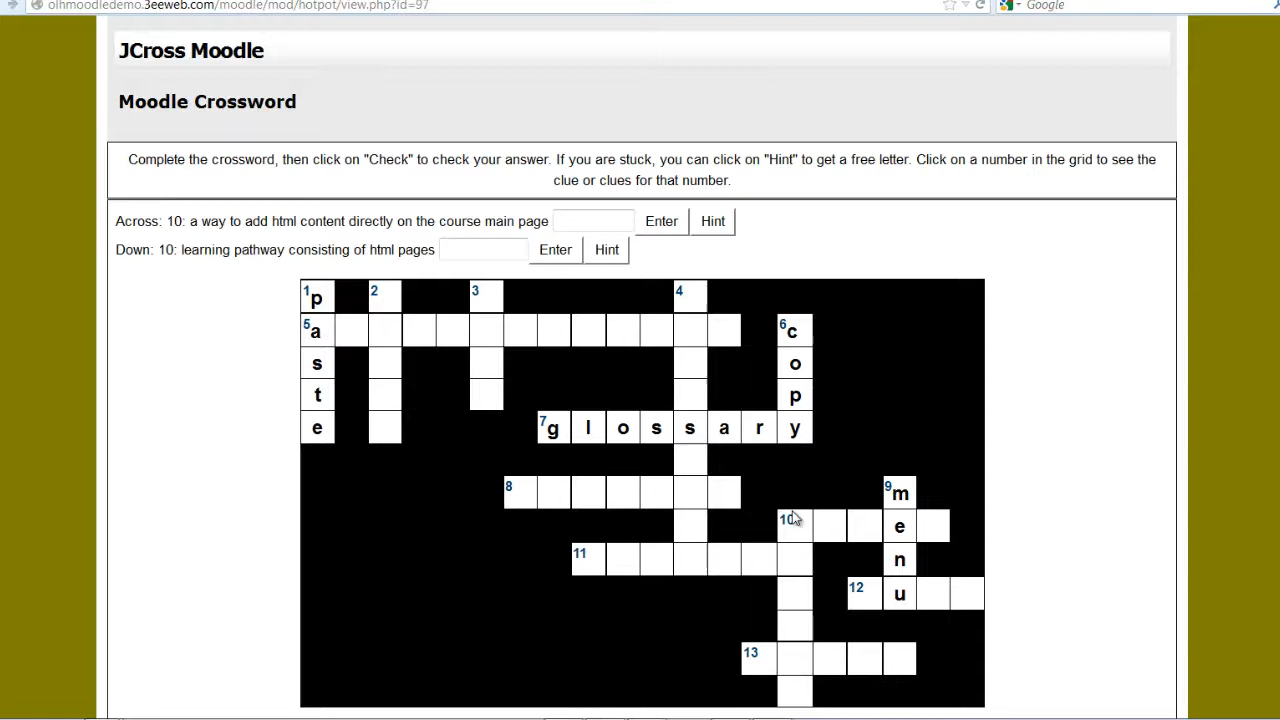 olhmoodledemo.3eeweb.com/moodle/mod/hotpot/view.php?id=97
Google
JCross Moodle
Moodle Crossword
Complete the crossword, then click on "Check" to check your answer. If you are stuck, you can click on "Hint" to get a free letter. Click on a number in the grid to see the
clue or clues for that number.
Across: 10: a way to add html content directly on the course main page Enter Hint
Down: 10: learning pathway consisting of html pages Enter Hint
1 p 2 3 4
5 a 6 c
s o
t p
e 7 g l o s s a r y
8 9 m
10 e
11 n
12 u
13